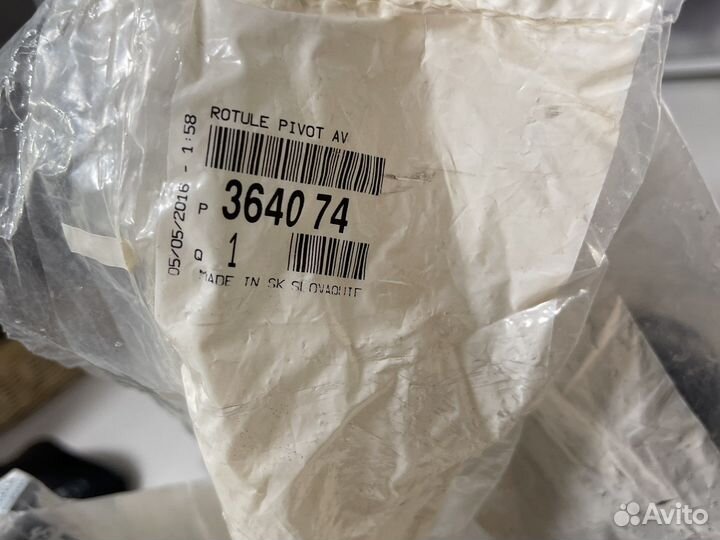 ROTULE PIVOT AV
P 3640 74
Q 1
MADE IN SK SLOVAQUIE
05/05/2016 - 1:58
Avito